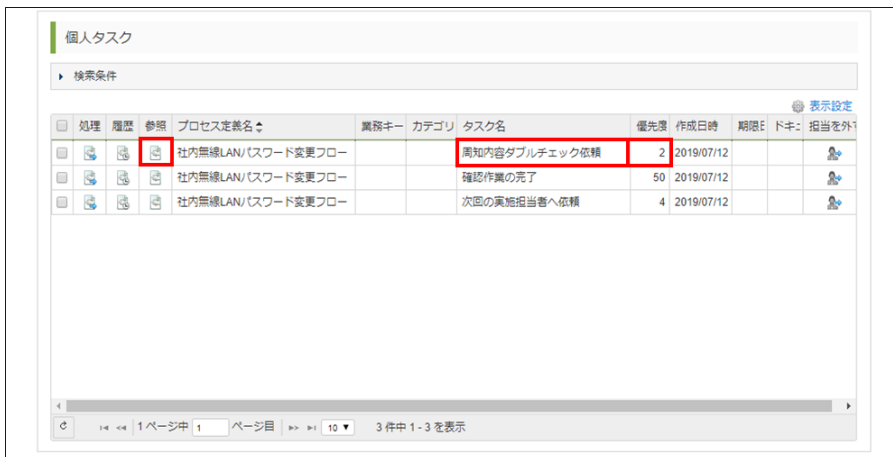 個人タスク
検索条件
表示設定
処理 履歴 参照 プロセス定義名 業務キー カテゴリ タスク名 優先度 作成日時 期限日 ドキュ 担当を外す
社内無線LANパスワード変更フロー 周知内容ダブルチェック依頼 2 2019/07/12
社内無線LANパスワード変更フロー 確認作業の完了 50 2019/07/12
社内無線LANパスワード変更フロー 次回の実施担当者へ依頼 4 2019/07/12
1 ページ中 1 ページ目 10 3 件中 1 - 3 を表示